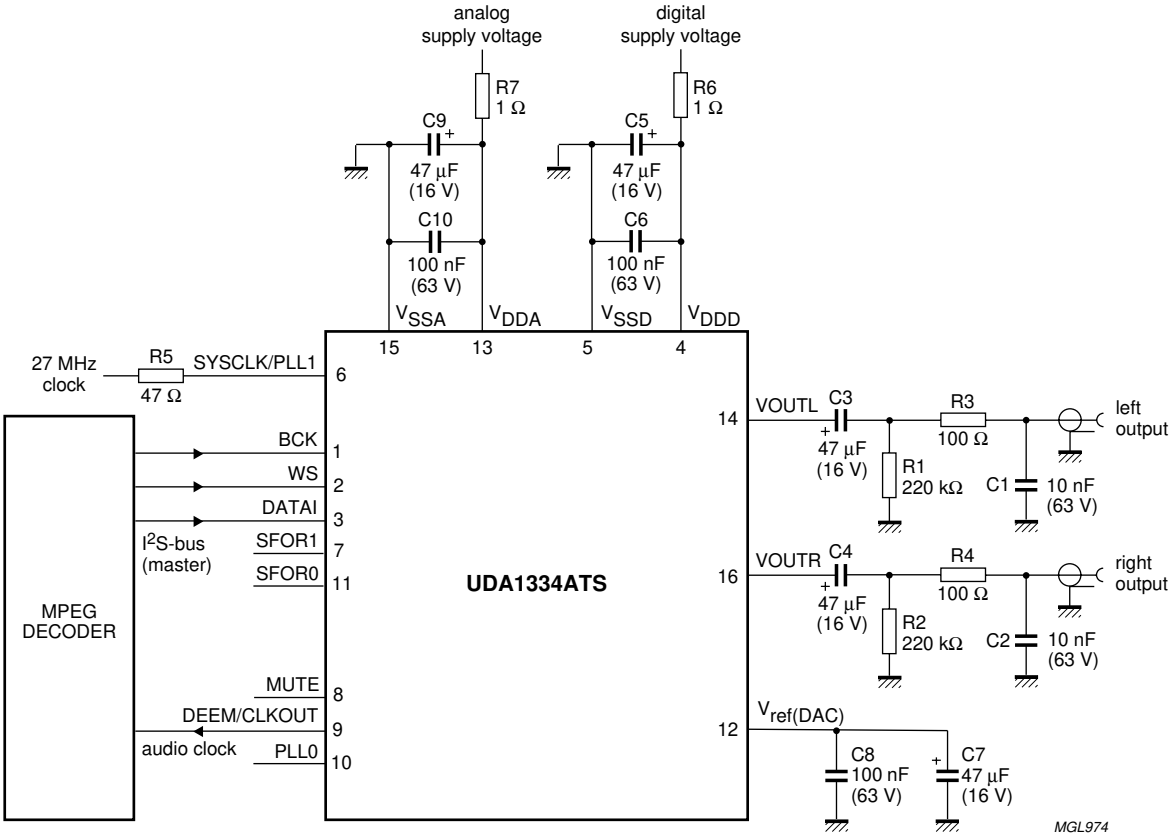 analog
supply voltage
digital
supply voltage
R7
1 Ω
R6
1 Ω
C9
+
47 μF
(16 V)
C5
+
47 μF
(16 V)
C10
100 nF
(63 V)
C6
100 nF
(63 V)
VSSA
VDDA
VSSD
VDDD
15
13
5
4
27 MHz
clock
R5
47 Ω
SYSCLK/PLL1
6
BCK
1
WS
2
DATAI
3
I2S-bus
(master)
SFOR1
7
SFOR0
11
MPEG
DECODER
UDA1334ATS
MUTE
8
DEEM/CLKOUT
9
audio clock
PLL0
10
14
VOUTL
C3
+
47 μF
(16 V)
R3
100 Ω
left
output
R1
220 kΩ
C1
10 nF
(63 V)
16
VOUTR
C4
+
47 μF
(16 V)
R4
100 Ω
right
output
R2
220 kΩ
C2
10 nF
(63 V)
12
Vref(DAC)
C8
100 nF
(63 V)
+
C7
47 μF
(16 V)
MGL974